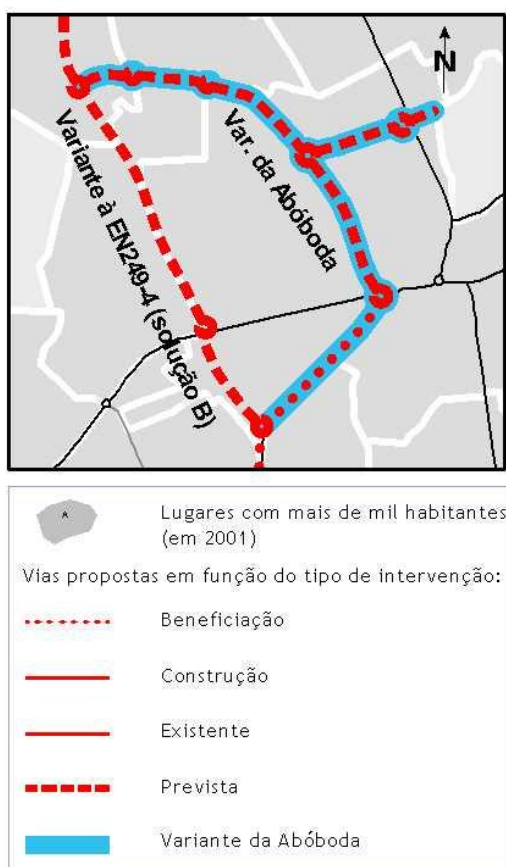 N
Variante à EN249-4 (solução B)
Var. da Abóboda
A
Lugares com mais de mil habitantes
(em 2001)
Vias propostas em função do tipo de intervenção:
Beneficiação
Construção
Existente
Prevista
Variante da Abóboda